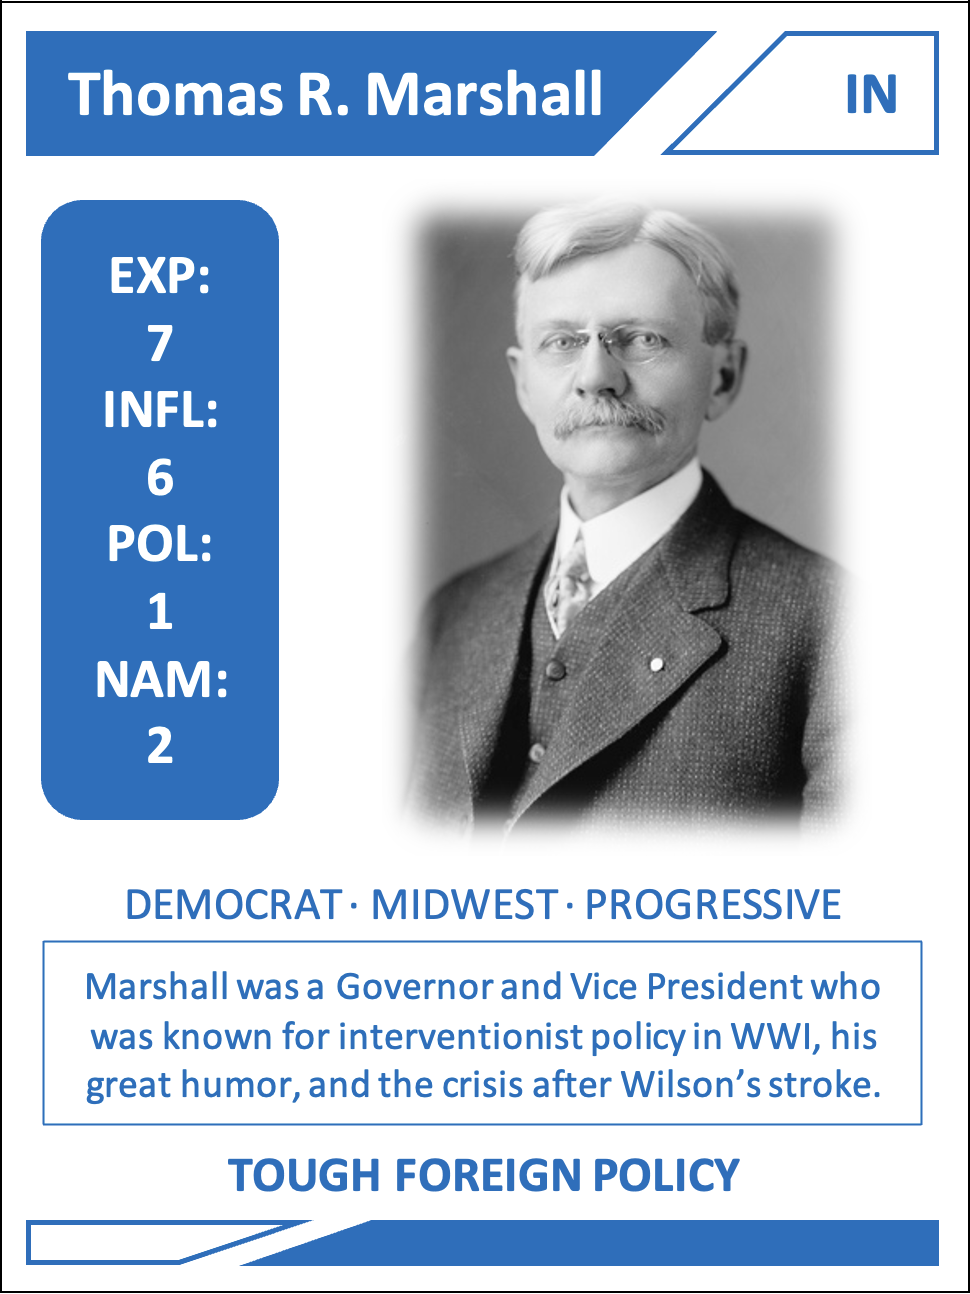 Thomas R. Marshall
IN
EXP:
7
INFL:
6
POL:
1
NAM:
2
DEMOCRAT · MIDWEST · PROGRESSIVE
Marshall was a Governor and Vice President who
was known for interventionist policy in WWI, his
great humor, and the crisis after Wilson’s stroke.
TOUGH FOREIGN POLICY